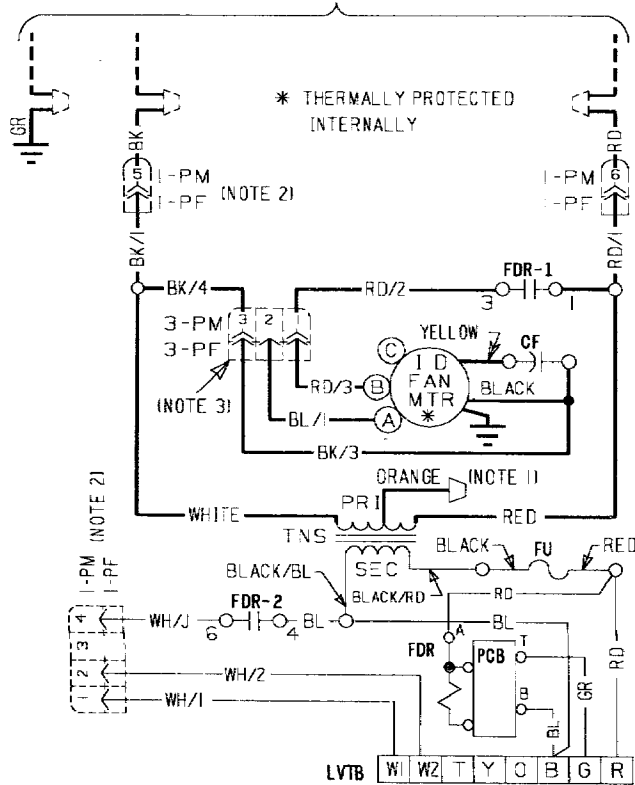 * THERMALLY PROTECTED
INTERNALLY
GR
BK
RD
5
1-PM
1-PF
(NOTE 2)
1-PM
1-PF
6
BK/1
RD/1
BK/4
RD/2
FDR-1
3
1
3-PM
3-PF
3
2
1
(NOTE 3)
YELLOW
CF
C
B
A
ID
FAN
MTR
*
BLACK
RD/3
BL/1
BK/3
ORANGE (NOTE 1)
PRI
WHITE
RED
TNS
SEC
1-PM (NOTE 2)
1-PF
BLACK/BL
BLACK/RD
BLACK
FU
RED
RD
4
3
2
1
WH/J
6
FDR-2
4
BL
BL
FDR
A
PCB
T
B
GR
BL
RD
WH/2
WH/1
LVTB
W1 W2 T Y O B G R